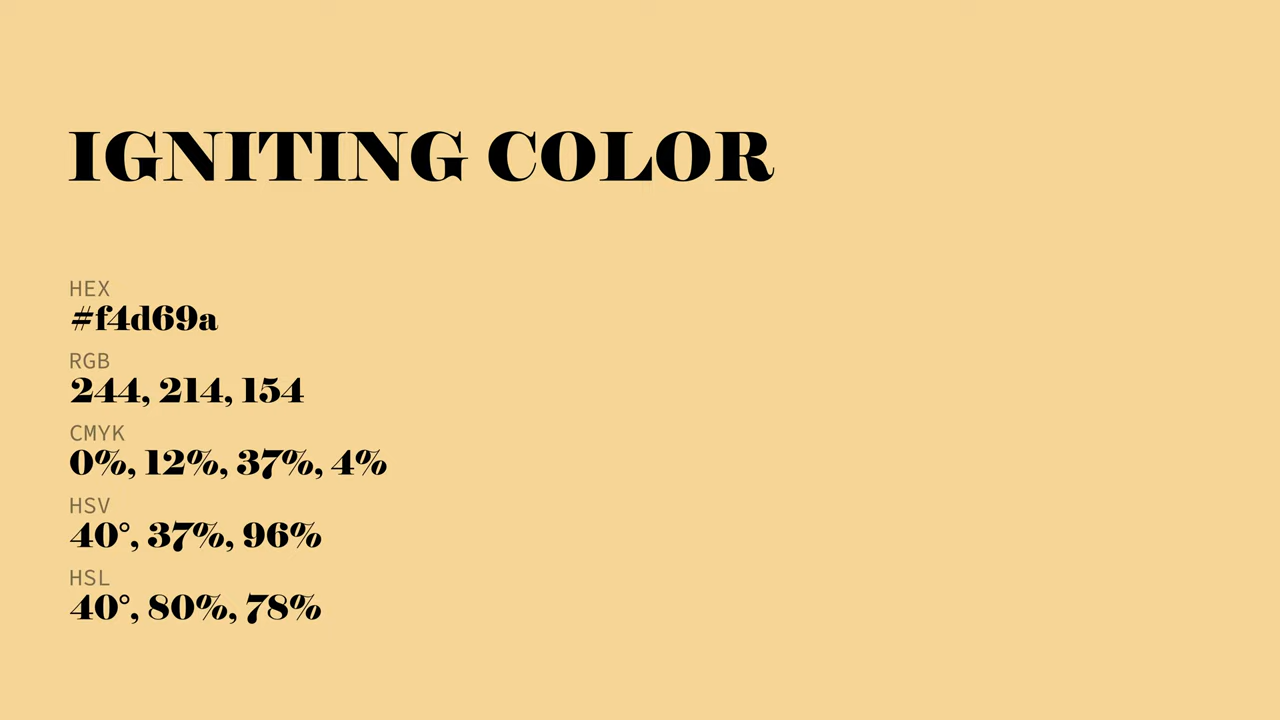 IGNITING COLOR
HEX
#f4d69a
RGB
244, 214, 154
CMYK
0%, 12%, 37%, 4%
HSV
40°, 37%, 96%
HSL
40°, 80%, 78%